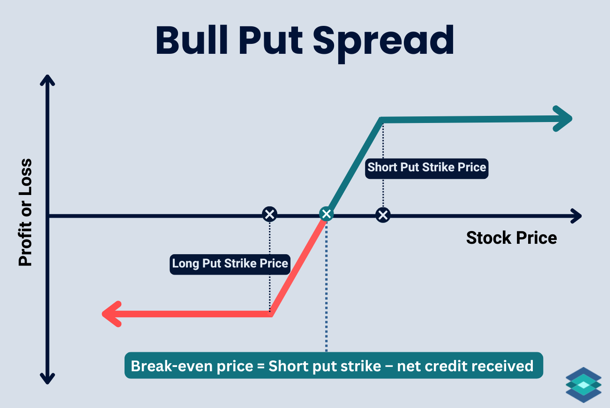 Bull Put Spread
Profit or Loss
Short Put Strike Price
Stock Price
Long Put Strike Price
Break-even price = Short put strike – net credit received